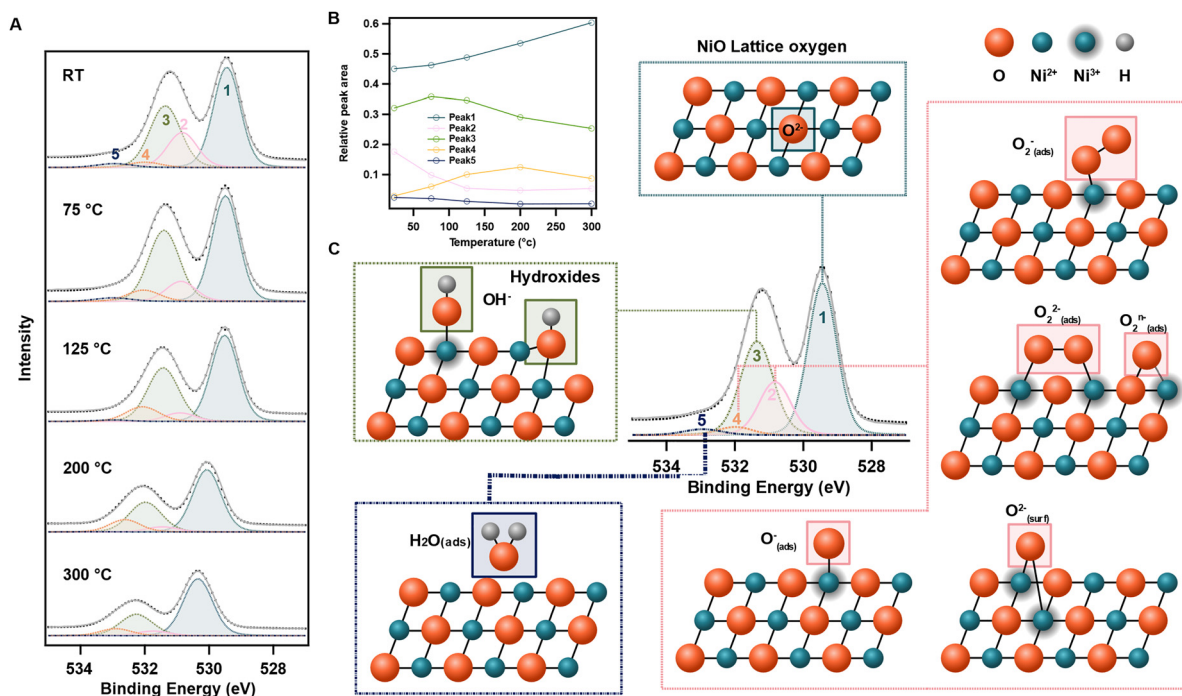 A
RT
1
3
2
5
4
75 °C
125 °C
200 °C
300 °C
Intensity
534
532
530
528
Binding Energy (eV)
B
0.6
0.5
0.4
0.3
0.2
0.1
Relative peak area
Peak1
Peak2
Peak3
Peak4
Peak5
50
100
150
200
250
300
Temperature (°c)
NiO Lattice oxygen
O2-
O
Ni2+
Ni3+
H
C
Hydroxides
OH-
1
3
2
5
4
534
532
530
528
Binding Energy (eV)
O2-(ads)
O22-(ads)
O2n-(ads)
H2O(ads)
O-(ads)
O2-(surf)